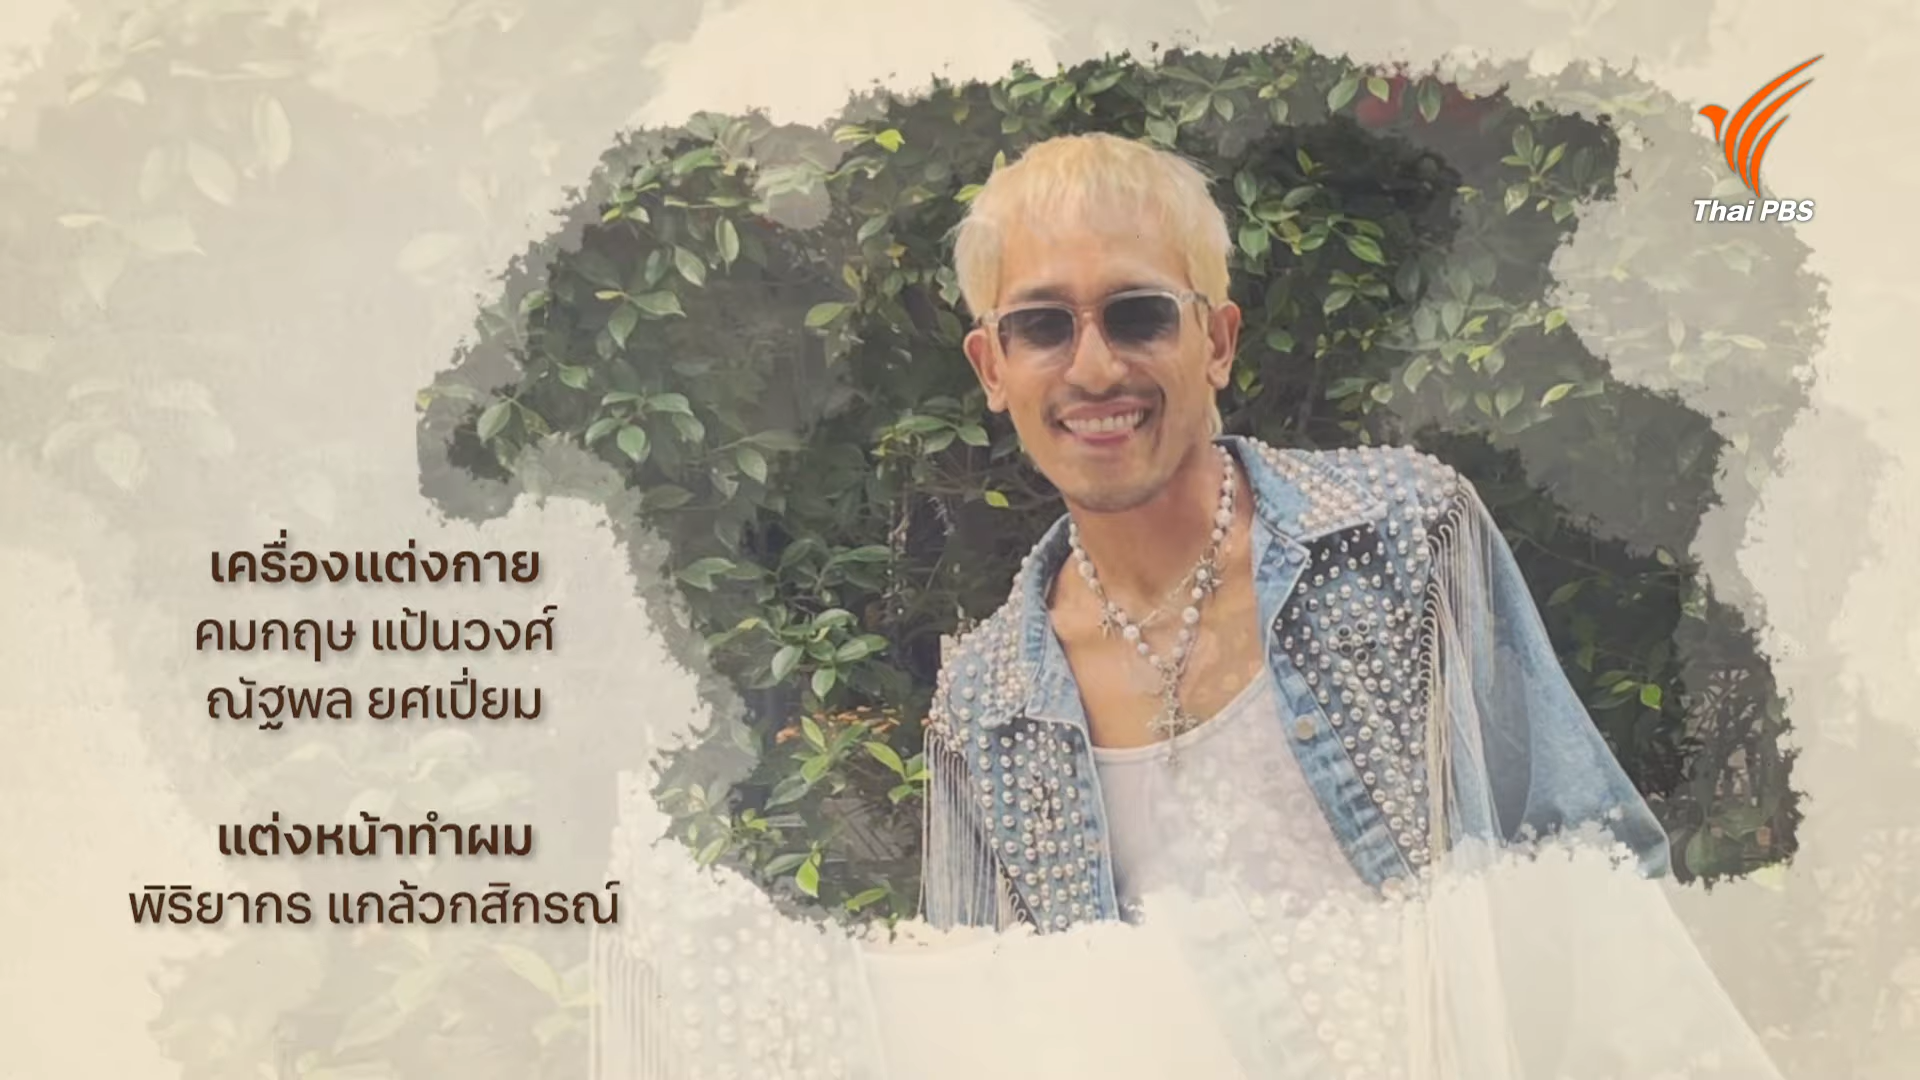 Thai PBS
เครื่องแต่งกาย
คมกฤษ แป้นวงศ์
ณัฐพล ยศเปี่ยม
แต่งหน้าทำผม
พิริยากร แกล้วกสิกรณ์